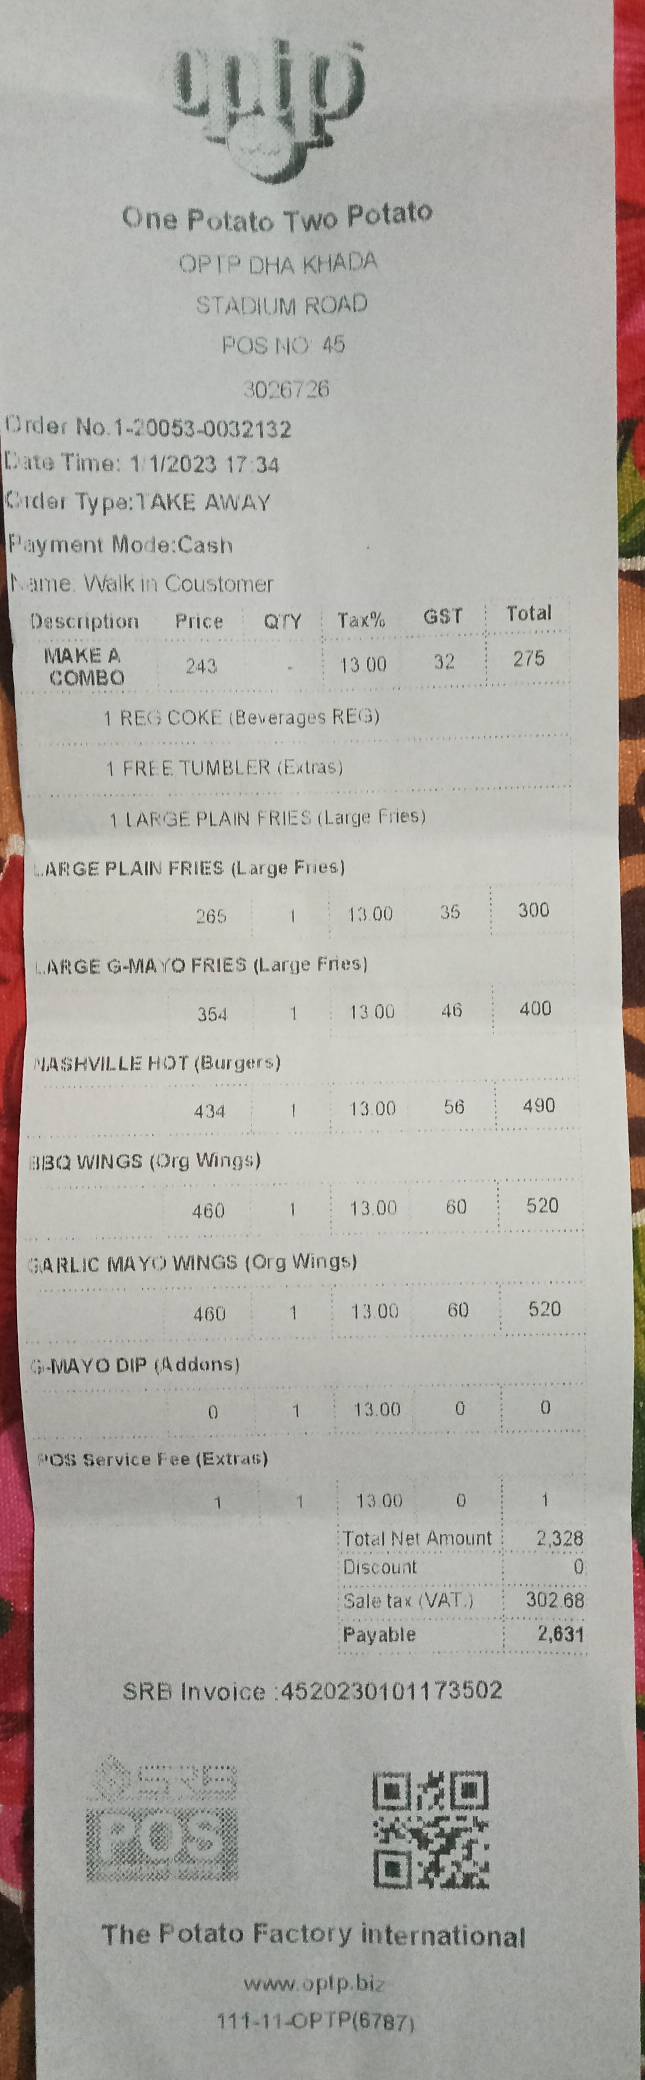 optp
One Potato Two Potato
OPTP DHA KHADA
STADIUM ROAD
POS NO: 45
3026726
Order No.1-20053-0032132
Date Time: 1/1/2023 17:34
Order Type:TAKE AWAY
Payment Mode:Cash
Name. Walk in Coustomer
Description Price QTY Tax% GST Total
MAKE A COMBO 243 - 13.00 32 275
1 REG COKE (Beverages REG)
1 FREE TUMBLER (Extras)
1 LARGE PLAIN FRIES (Large Fries)
LARGE PLAIN FRIES (Large Fries)
265 1 13.00 35 300
LARGE G-MAYO FRIES (Large Fries)
354 1 13.00 46 400
NASHVILLE HOT (Burgers)
434 1 13.00 56 490
BBQ WINGS (Org Wings)
460 1 13.00 60 520
GARLIC MAYO WINGS (Org Wings)
460 1 13.00 60 520
G-MAYO DIP (Addons)
0 1 13.00 0 0
POS Service Fee (Extras)
1 1 13.00 0 1
Total Net Amount 2,328
Discount 0
Sale tax (VAT.) 302.68
Payable 2,631
SRB Invoice :4520230101173502
SRB
POS
The Potato Factory international
www.optp.biz
111-11-OPTP(6787)